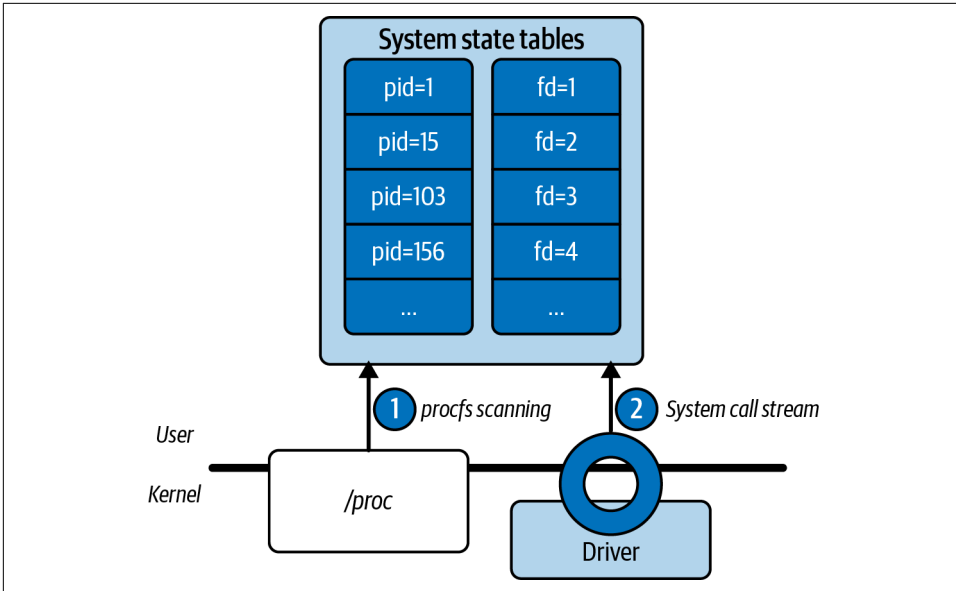 System state tables
pid=1
pid=15
pid=103
pid=156
...
fd=1
fd=2
fd=3
fd=4
...
1 procfs scanning
2 System call stream
User
Kernel
/proc
Driver